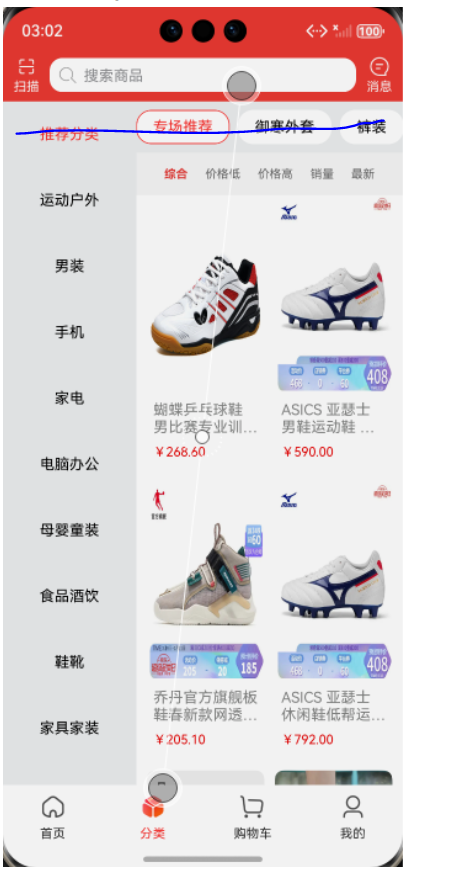 03:02
100
扫描
搜索商品
消息
推荐分类
专场推荐
御寒外套
裤装
综合
价格低
价格高
销量
最新
运动户外
男装
手机
家电
电脑办公
母婴童装
食品酒饮
鞋靴
家具家装
408
蝴蝶乒乓球鞋
男比赛专业训...
¥268.60
ASICS 亚瑟士
男鞋运动鞋 ...
¥590.00
60
185
408
乔丹官方旗舰板
鞋春新款网透...
¥205.10
ASICS 亚瑟士
休闲鞋低帮运...
¥792.00
首页
分类
购物车
我的